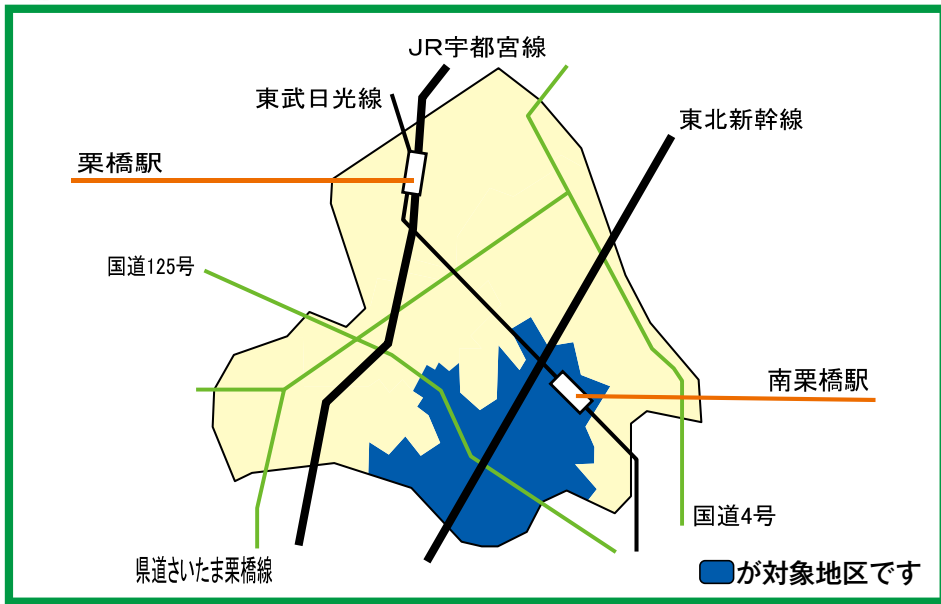 JR宇都宮線
東武日光線
東北新幹線
栗橋駅
国道125号
南栗橋駅
国道4号
県道さいたま栗橋線
が対象地区です